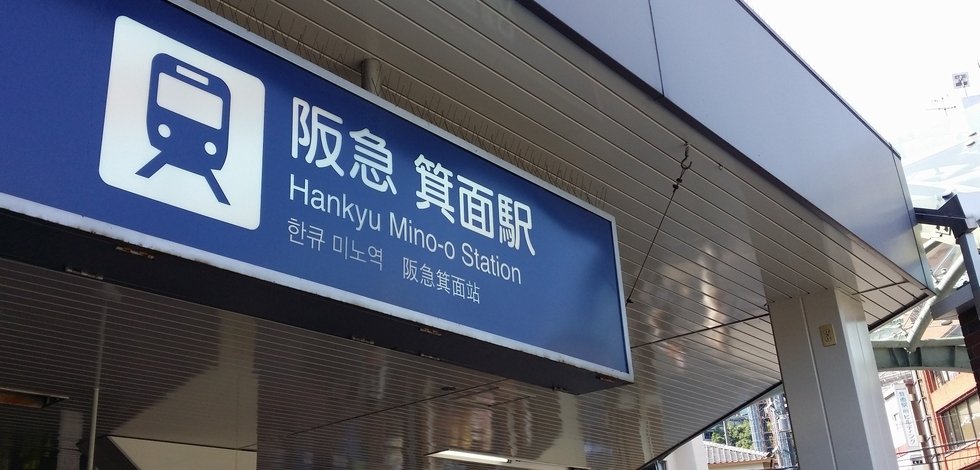 阪急 箕面駅
Hankyu Mino-o Station
한큐 미노역 阪急箕面站